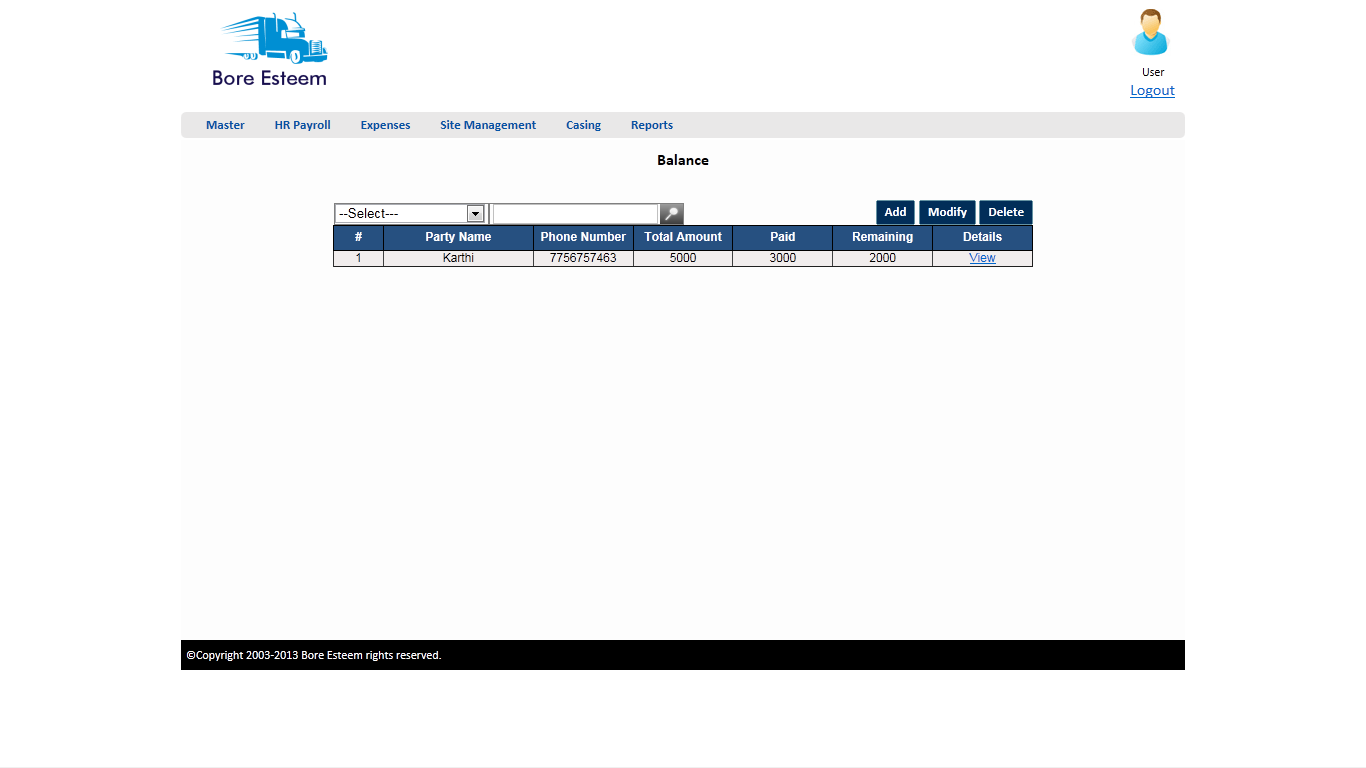 Bore Esteem
User
Logout
Master HR Payroll Expenses Site Management Casing Reports
Balance
--Select--- Add Modify Delete
# Party Name Phone Number Total Amount Paid Remaining Details
1 Karthi 7756757463 5000 3000 2000 View
©Copyright 2003-2013 Bore Esteem rights reserved.